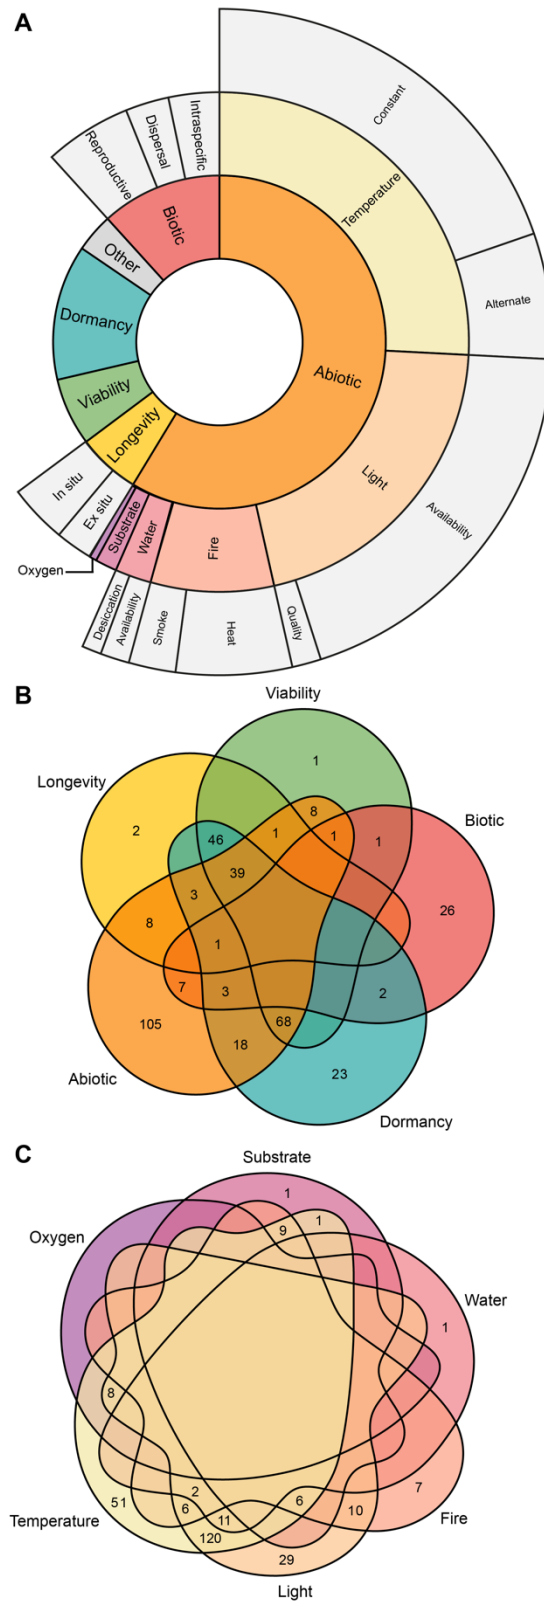 A
Constant
Intraspecific
Dispersal
Reproductive
Temperature
Biotic
Other
Alternate
Dormancy
Abiotic
Viability
Longevity
Light
Availability
In situ
Ex situ
Substrate
Water
Fire
Oxygen
Desiccation
Availability
Smoke
Heat
Quality
B
Viability
Longevity
Biotic
1
2
8
1
1
1
46
39
3
26
8
1
7
3
2
105
68
18
23
Abiotic
Dormancy
C
Substrate
Oxygen
Water
1
1
9
1
8
2
51
6
11
6
10
7
120
29
Temperature
Fire
Light